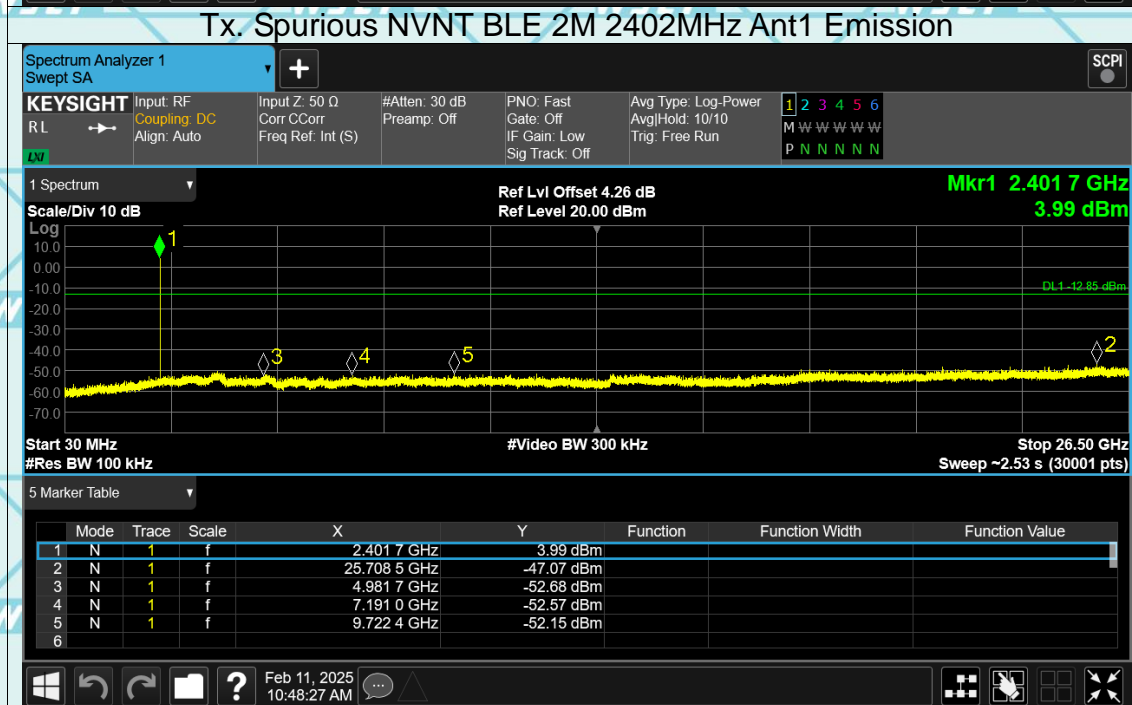 Tx. Spurious NVNT BLE 2M 2402MHz Ant1 Emission
Spectrum Analyzer 1
Swept SA
+
SCPI
KEYSIGHT
RL
LXI
Input: RF
Coupling: DC
Align: Auto
Input Z: 50 Ω
Corr CCorr
Freq Ref: Int (S)
#Atten: 30 dB
Preamp: Off
PNO: Fast
Gate: Off
IF Gain: Low
Sig Track: Off
Avg Type: Log-Power
Avg|Hold: 10/10
Trig: Free Run
1 2 3 4 5 6
M W W W W W
P N N N N N
1 Spectrum
Scale/Div 10 dB
Ref Lvl Offset 4.26 dB
Ref Level 20.00 dBm
Mkr1 2.401 7 GHz
3.99 dBm
Log
10.0
0.00
-10.0
-20.0
-30.0
-40.0
-50.0
-60.0
-70.0
1
DL1 -12.85 dBm
3
4
5
2
Start 30 MHz
#Res BW 100 kHz
#Video BW 300 kHz
Stop 26.50 GHz
Sweep ~2.53 s (30001 pts)
5 Marker Table
Mode Trace Scale X Y Function Function Width Function Value
1 N 1 f 2.401 7 GHz 3.99 dBm
2 N 1 f 25.708 5 GHz -47.07 dBm
3 N 1 f 4.981 7 GHz -52.68 dBm
4 N 1 f 7.191 0 GHz -52.57 dBm
5 N 1 f 9.722 4 GHz -52.15 dBm
6
?
Feb 11, 2025
10:48:27 AM